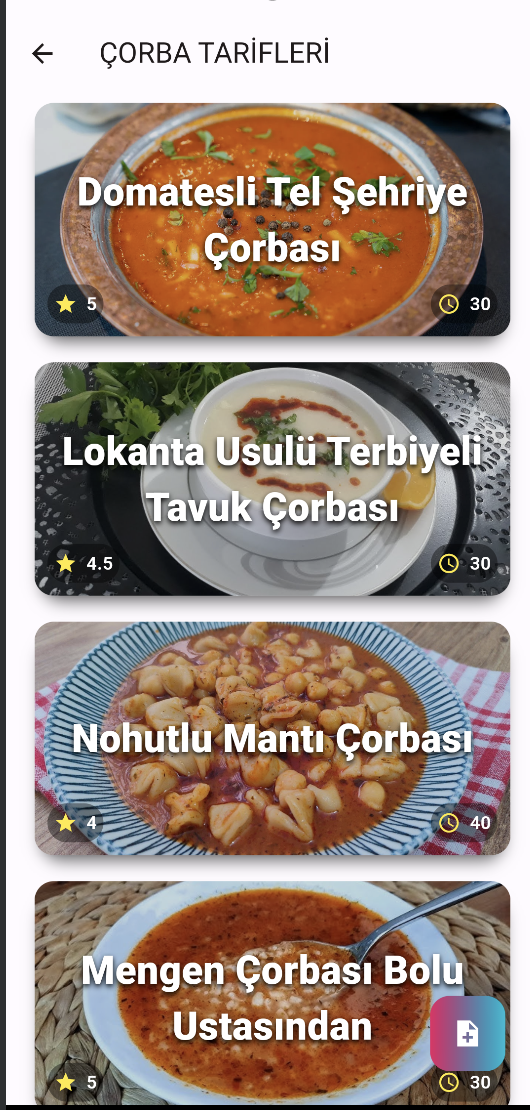 ÇORBA TARİFLERİ
Domatesli Tel Şehriye
Çorbası
5
30
Lokanta Usulü Terbiyeli
Tavuk Çorbası
4.5
30
Nohutlu Mantı Çorbası
4
40
Mengen Çorbası Bolu
Ustasından
5
30